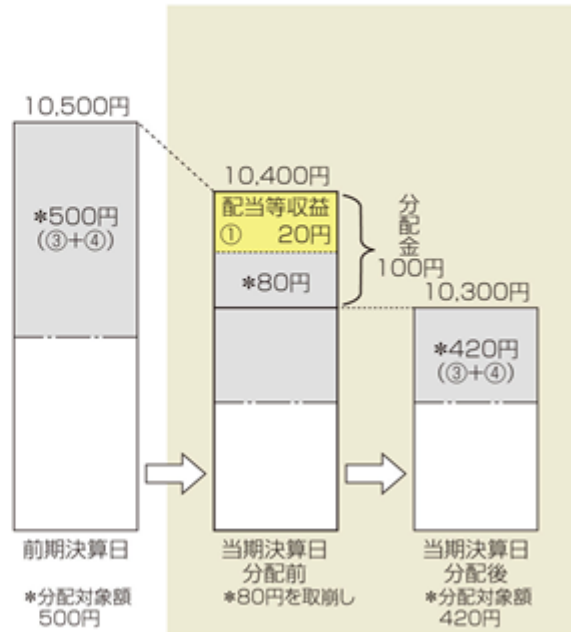 10,500円
*500円
(③+④)
前期決算日
*分配対象額
500円
10,400円
配当等収益
① 20円
*80円
分配金
100円
当期決算日
分配前
*80円を取崩し
10,300円
*420円
(③+④)
当期決算日
分配後
*分配対象額
420円